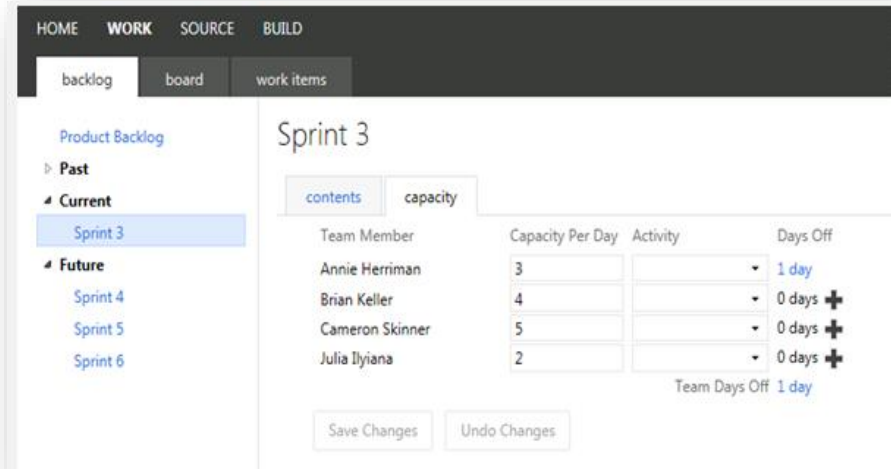 HOME WORK SOURCE BUILD
backlog board work items
Product Backlog
Past
Current
Sprint 3
Future
Sprint 4
Sprint 5
Sprint 6
Sprint 3
contents capacity
Team Member Capacity Per Day Activity Days Off
Annie Herriman 3 1 day
Brian Keller 4 0 days
Cameron Skinner 5 0 days
Julia Ilyiana 2 0 days
Team Days Off 1 day
Save Changes Undo Changes